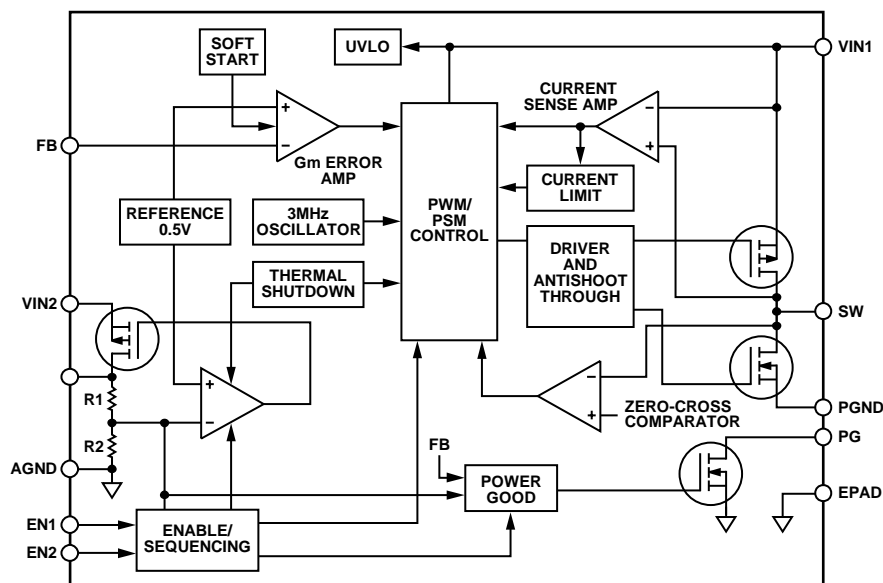 SOFT
START
UVLO
VIN1
CURRENT
SENSE AMP
+
−
−
+
FB
Gm ERROR
AMP
REFERENCE
0.5V
3MHz
OSCILLATOR
PWM/
PSM
CONTROL
CURRENT
LIMIT
DRIVER
AND
ANTISHOOT
THROUGH
THERMAL
SHUTDOWN
VIN2
SW
R1
+
−
−
+
ZERO-CROSS
COMPARATOR
PGND
R2
AGND
FB
PG
POWER
GOOD
EPAD
EN1
EN2
ENABLE/
SEQUENCING